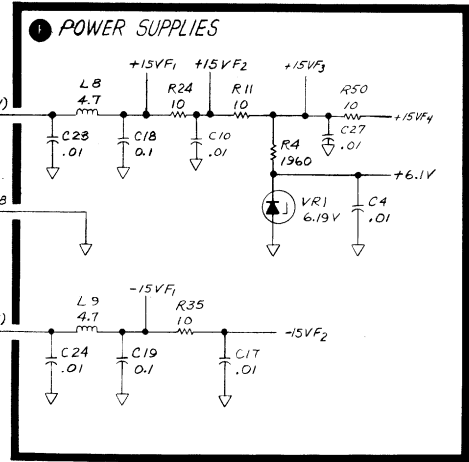 POWER SUPPLIES
+15VF1 +15VF2 +15VF3
L8 R24 R11 R50
4.7 10 10 10
+15VF4
C23 C18 C10 C27
.01 0.1 .01 .01
R4
1960
+6.1V
VR1 C4
6.19V .01
-15VF1
L9 R35
4.7 10
-15VF2
C24 C19 C17
.01 0.1 .01